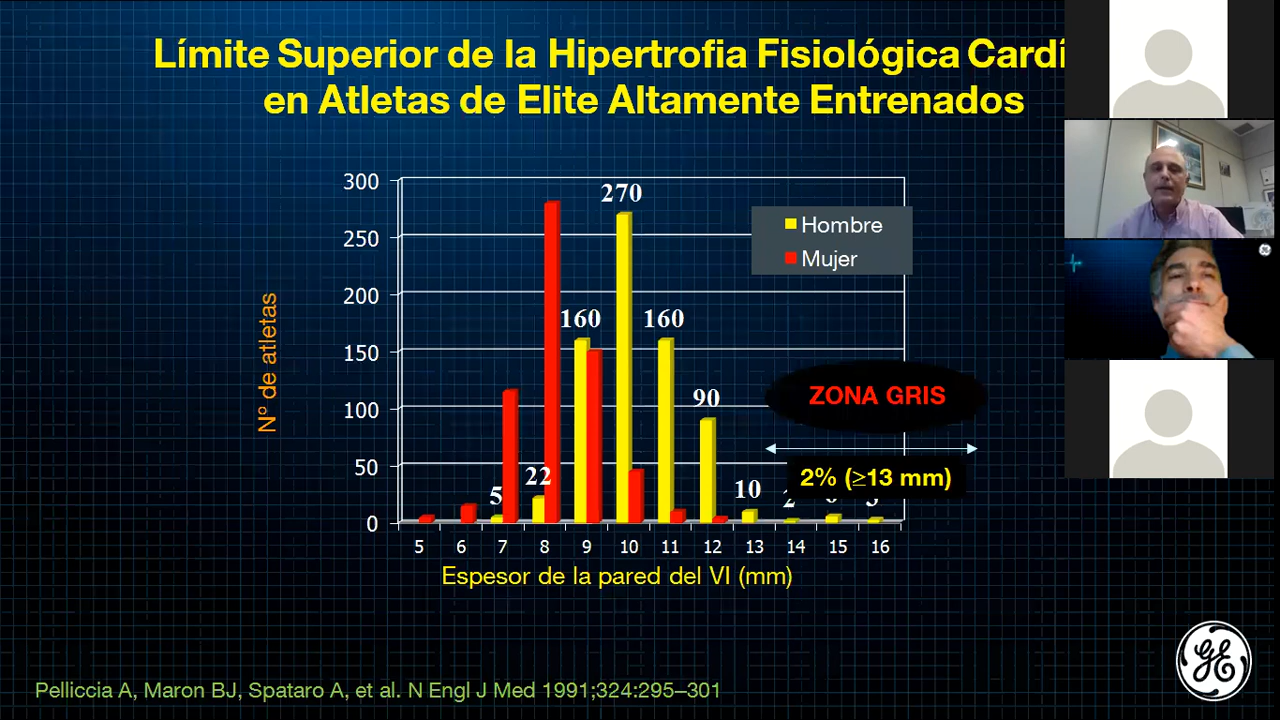 Límite Superior de la Hipertrofia Fisiológica Cardí
en Atletas de Elite Altamente Entrenados
Nº de atletas
300
250
200
150
100
50
0
270
160
160
90
22
5
10
2
Hombre
Mujer
ZONA GRIS
2% (≥13 mm)
5 6 7 8 9 10 11 12 13 14 15 16
Espesor de la pared del VI (mm)
Pelliccia A, Maron BJ, Spataro A, et al. N Engl J Med 1991;324:295–301
GE